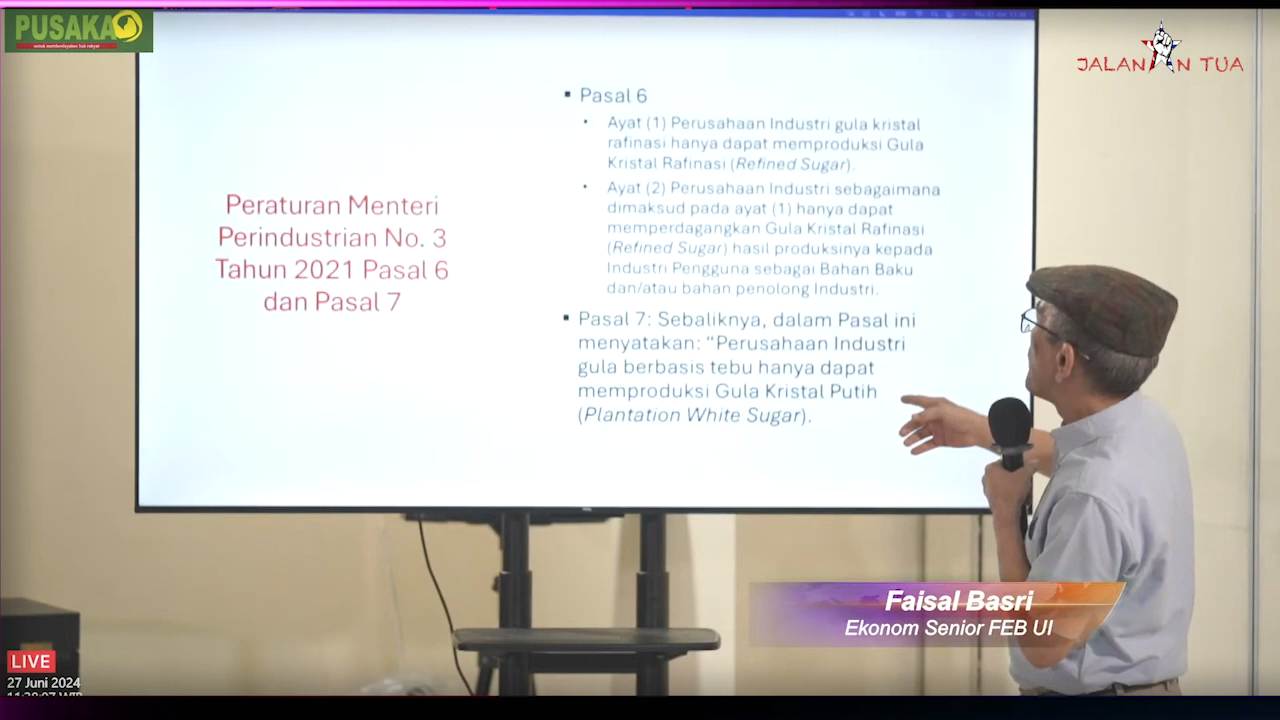 PUSAKA
untuk memberdayakan hak rakyat
JALANAN TUA
Peraturan Menteri
Perindustrian No. 3
Tahun 2021 Pasal 6
dan Pasal 7
▪ Pasal 6
• Ayat (1) Perusahaan Industri gula kristal
rafinasi hanya dapat memproduksi Gula
Kristal Rafinasi (Refined Sugar).
• Ayat (2) Perusahaan Industri sebagaimana
dimaksud pada ayat (1) hanya dapat
memperdagangkan Gula Kristal Rafinasi
(Refined Sugar) hasil produksinya kepada
Industri Pengguna sebagai Bahan Baku
dan/atau bahan penolong Industri.
▪ Pasal 7: Sebaliknya, dalam Pasal ini
menyatakan: “Perusahaan Industri
gula berbasis tebu hanya dapat
memproduksi Gula Kristal Putih
(Plantation White Sugar).
Faisal Basri
Ekonom Senior FEB UI
LIVE
27 Juni 2024